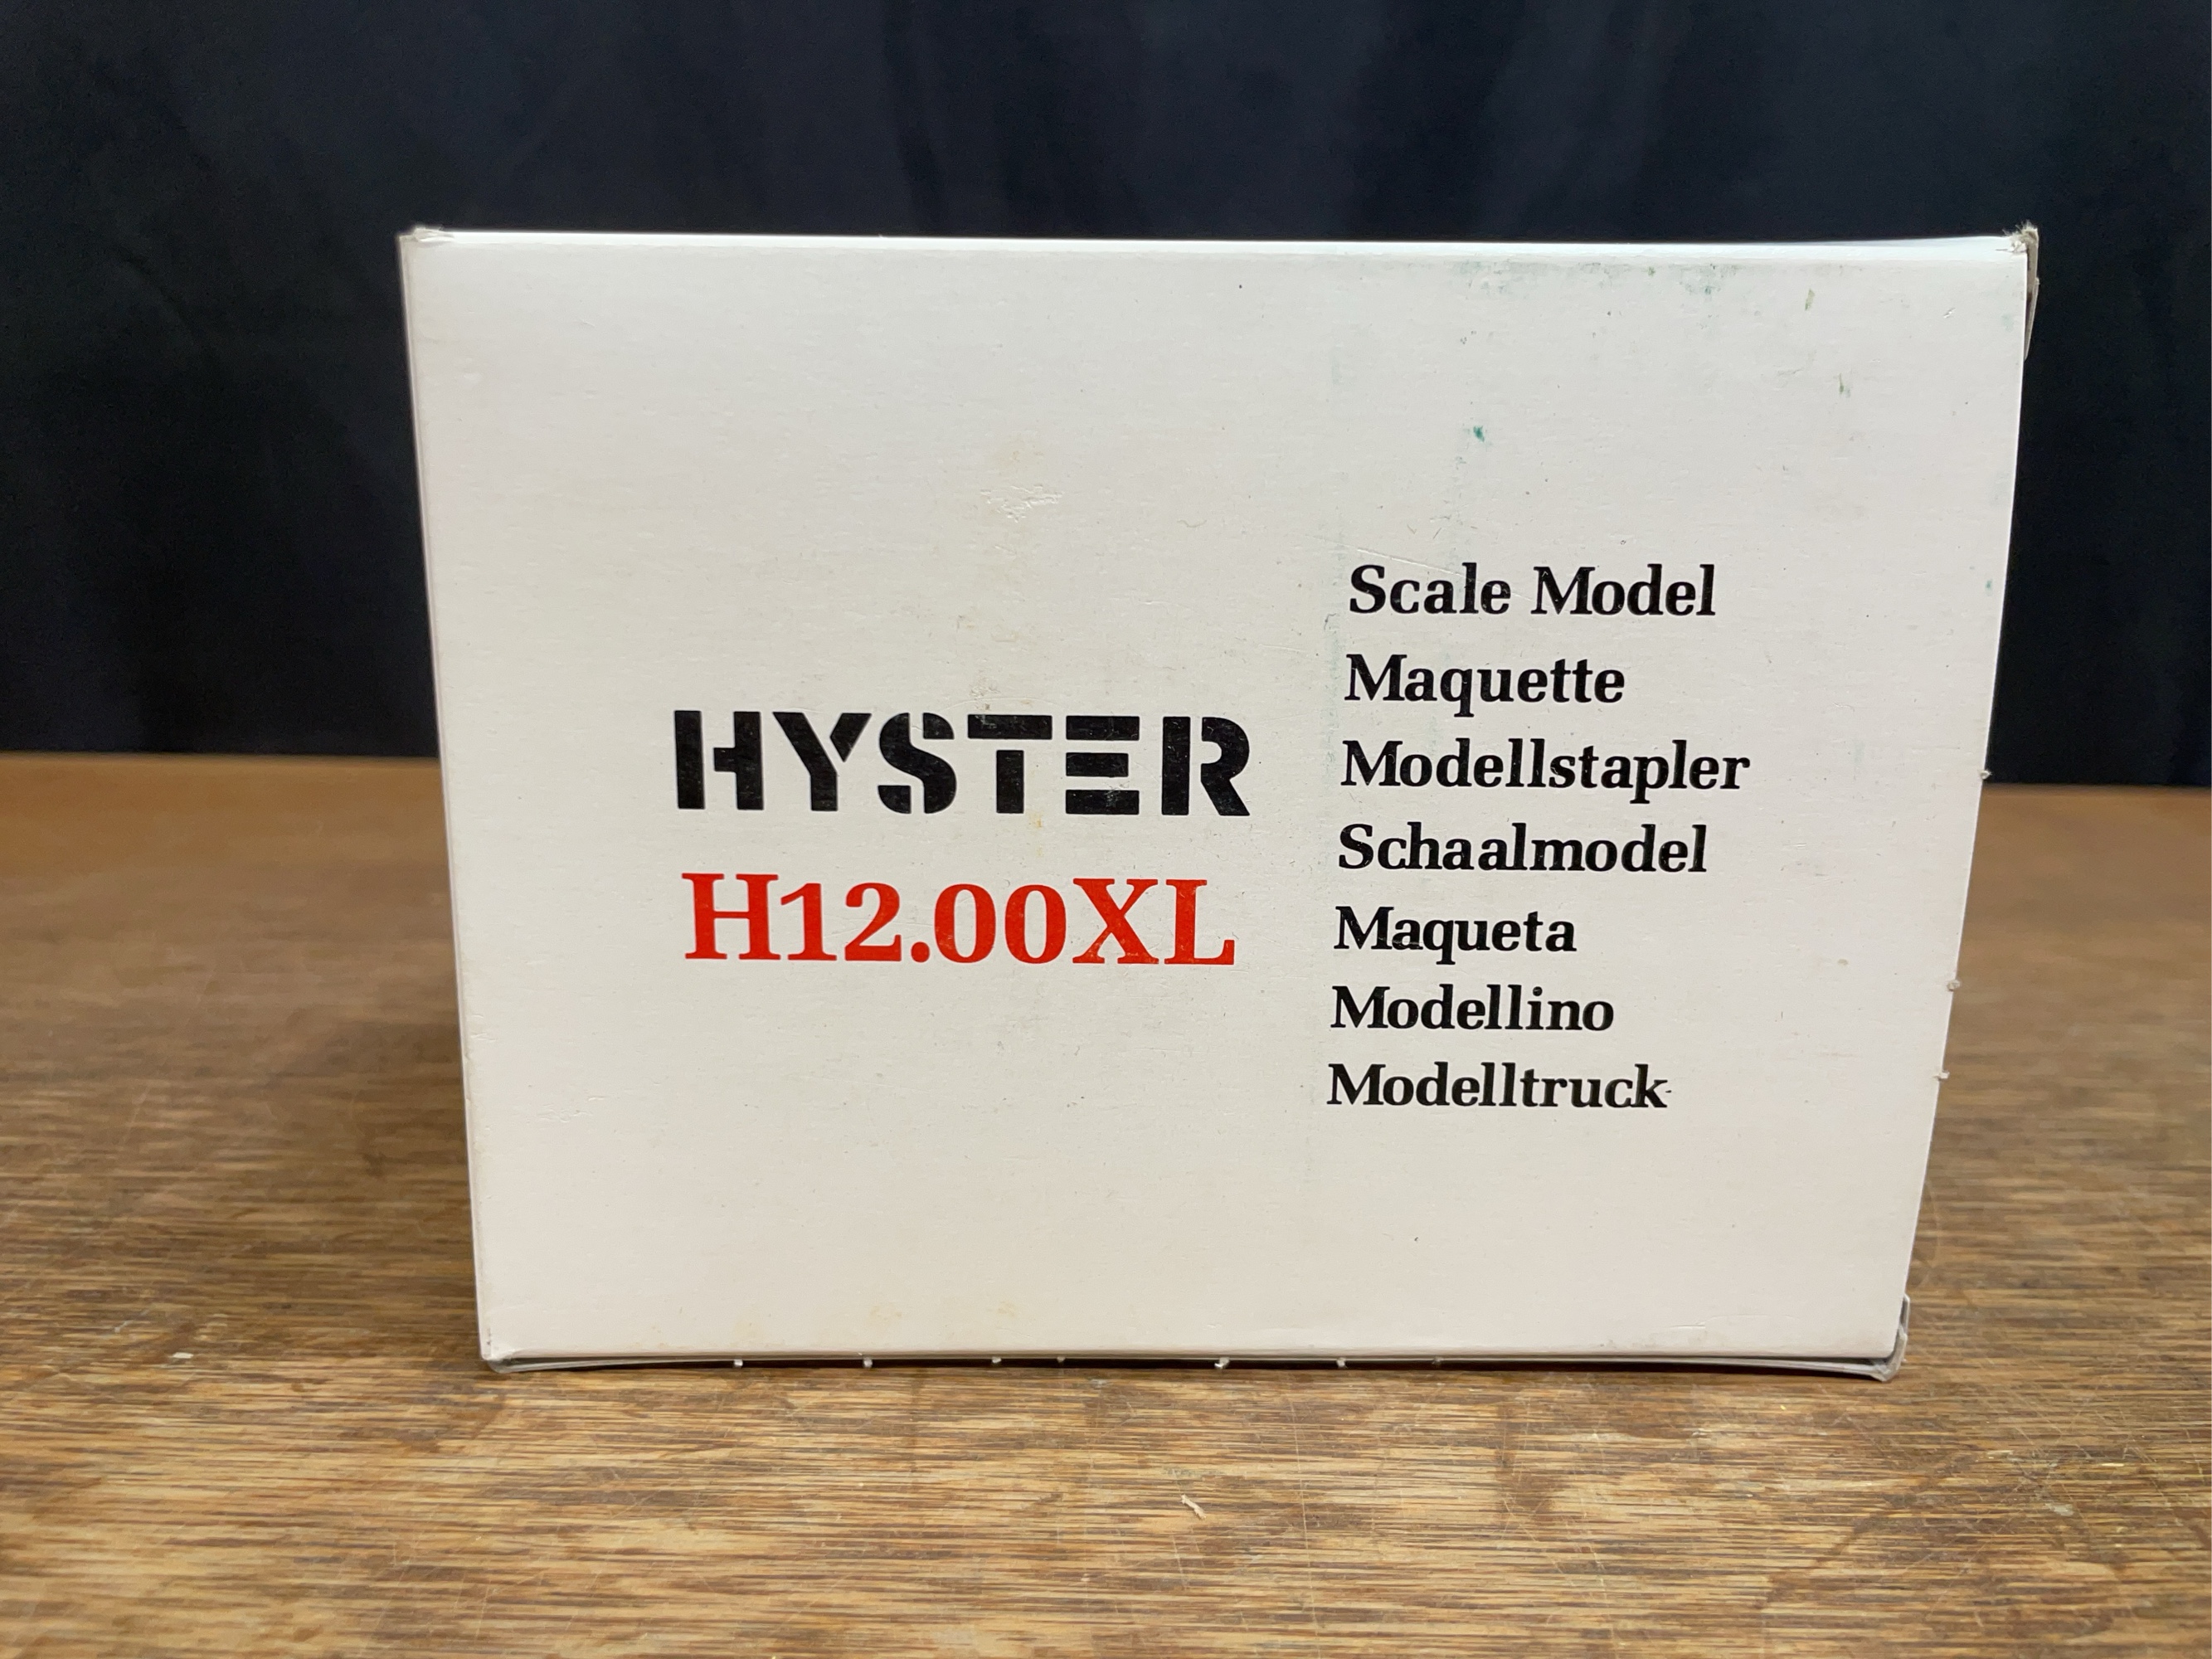 HYSTER
H12.00XL
Scale Model
Maquette
Modellstapler
Schaalmodel
Maqueta
Modellino
Modelltruck